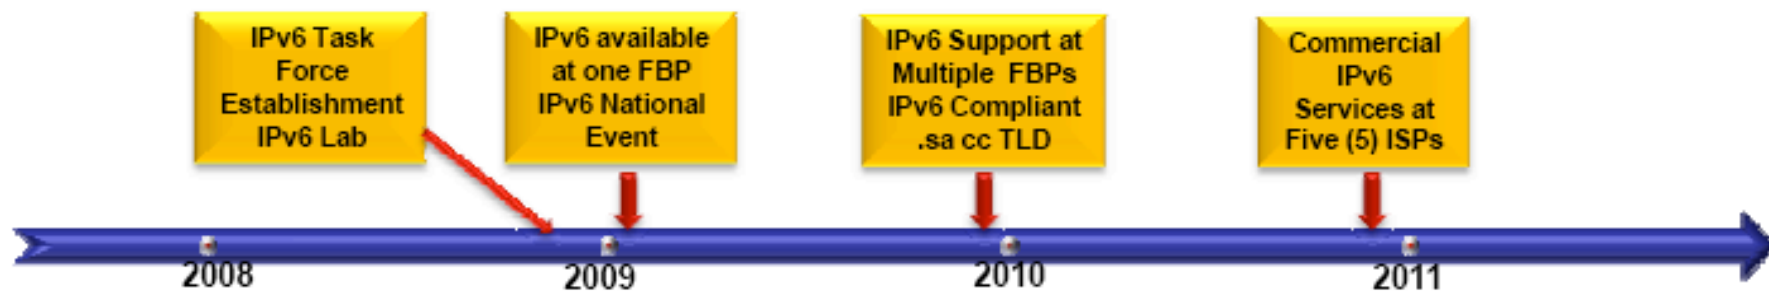 IPv6 Task
Force
Establishment
IPv6 Lab
IPv6 available
at one FBP
IPv6 National
Event
IPv6 Support at
Multiple FBPs
IPv6 Compliant
.sa cc TLD
Commercial
IPv6
Services at
Five (5) ISPs
2008
2009
2010
2011